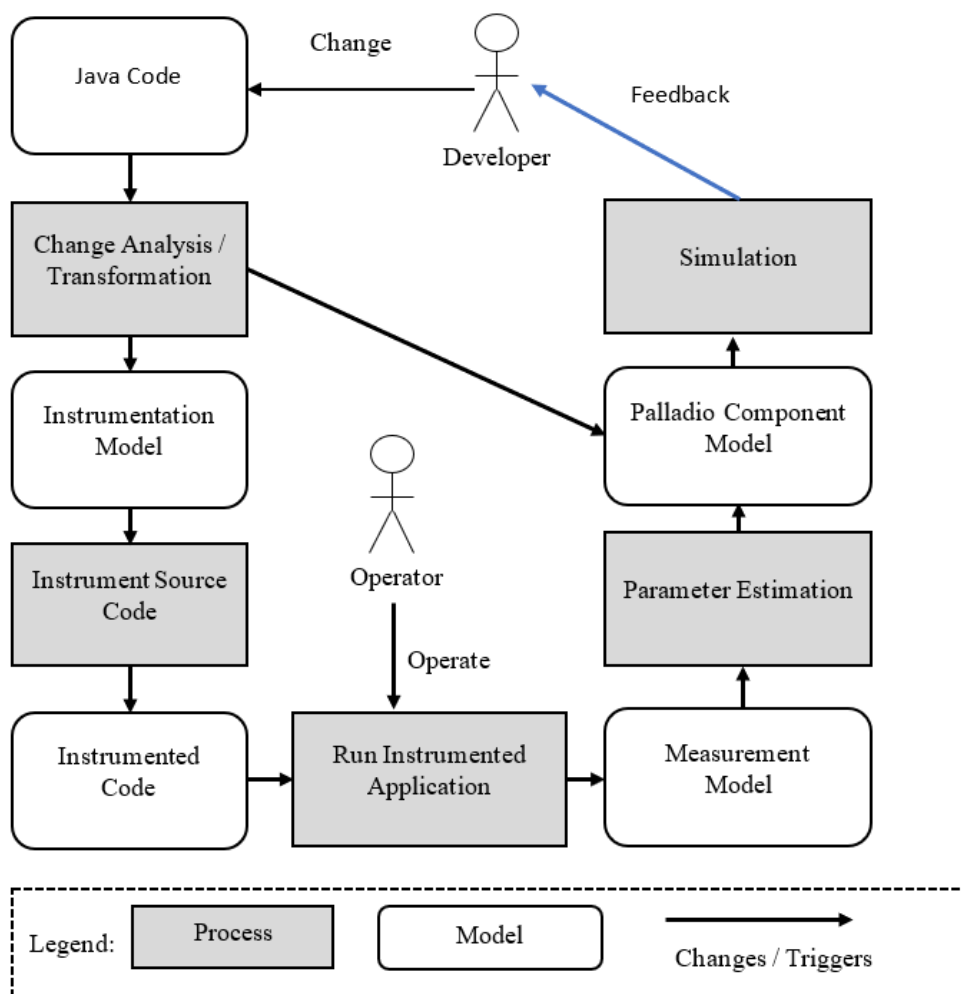 Java Code
Change
Developer
Feedback
Change Analysis /
Transformation
Simulation
Instrumentation
Model
Palladio Component
Model
Operator
Instrument Source
Code
Parameter Estimation
Operate
Instrumented
Code
Run Instrumented
Application
Measurement
Model
Legend:
Process
Model
Changes / Triggers